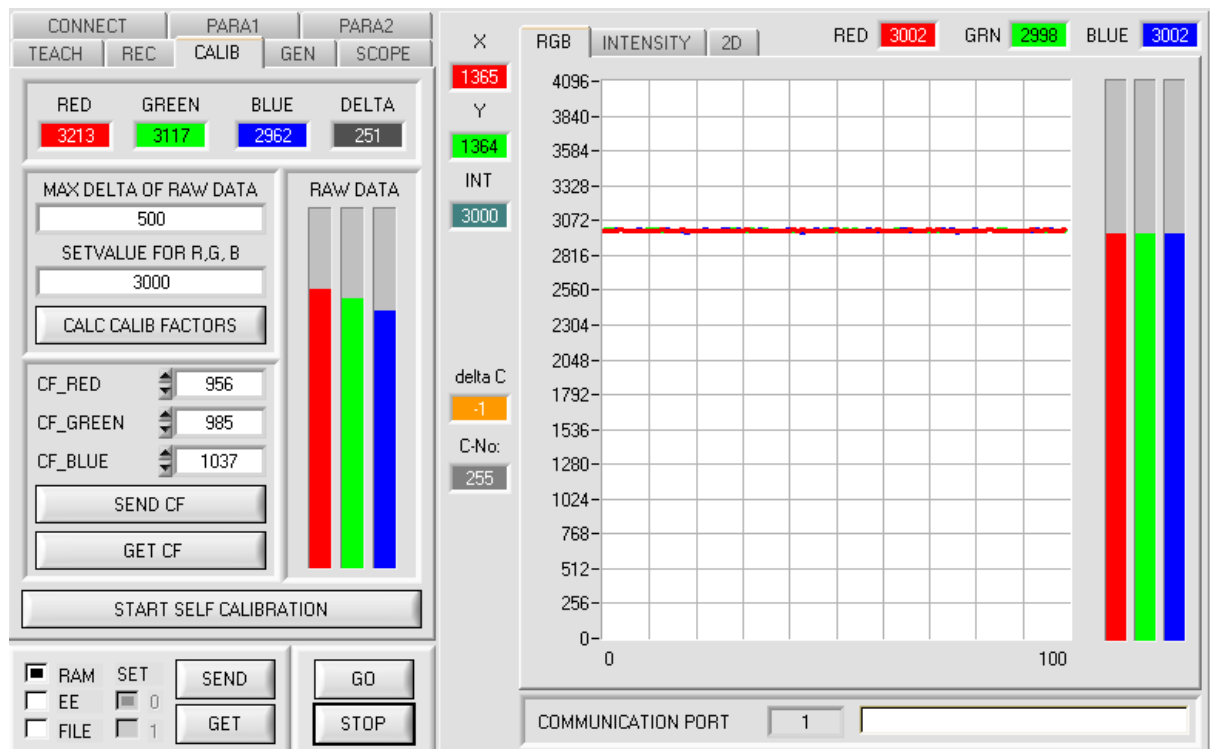 CONNECT PARA1 PARA2
TEACH REC CALIB GEN SCOPE
RED GREEN BLUE DELTA
3213 3117 2962 251
MAX DELTA OF RAW DATA
500
SETVALUE FOR R,G, B
3000
CALC CALIB FACTORS
RAW DATA
CF_RED 956
CF_GREEN 985
CF_BLUE 1037
SEND CF
GET CF
START SELF CALIBRATION
RAM SET
EE 0
FILE 1
SEND
GET
GO
STOP
X
1365
Y
1364
INT
3000
delta C
-1
C-No:
255
RGB INTENSITY 2D
RED 3002 GRN 2998 BLUE 3002
4096
3840
3584
3328
3072
2816
2560
2304
2048
1792
1536
1280
1024
768
512
256
0
0 100
COMMUNICATION PORT 1